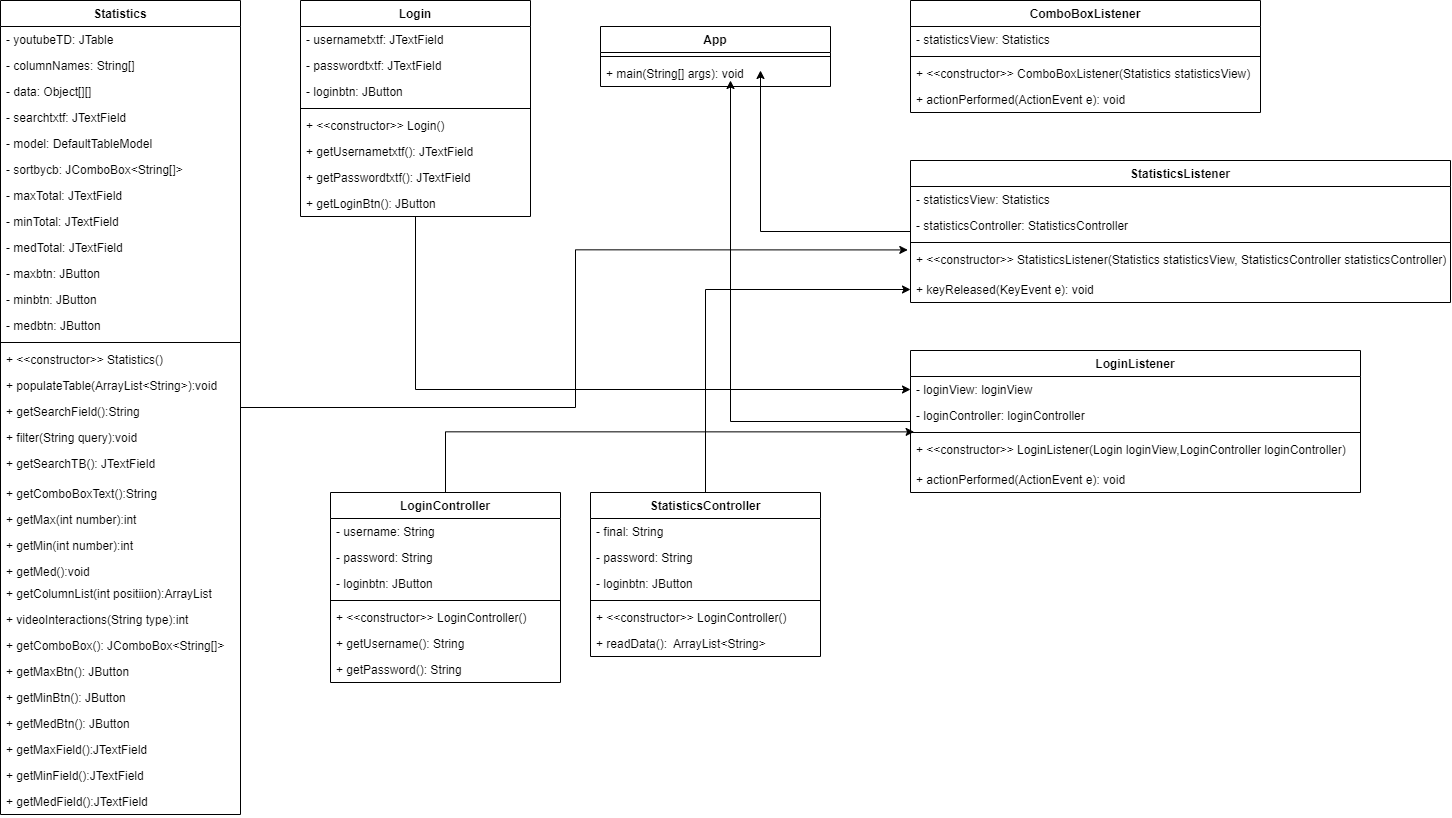 Statistics
- youtubeTD: JTable
- columnNames: String[]
- data: Object[][]
- searchtxtf: JTextField
- model: DefaultTableModel
- sortbycb: JComboBox<String[]>
- maxTotal: JTextField
- minTotal: JTextField
- medTotal: JTextField
- maxbtn: JButton
- minbtn: JButton
- medbtn: JButton
+ <<constructor>> Statistics()
+ populateTable(ArrayList<String>):void
+ getSearchField():String
+ filter(String query):void
+ getSearchTB(): JTextField
+ getComboBoxText():String
+ getMax(int number):int
+ getMin(int number):int
+ getMed():void
+ getColumnList(int positiion):ArrayList
+ videoInteractions(String type):int
+ getComboBox(): JComboBox<String[]>
+ getMaxBtn(): JButton
+ getMinBtn(): JButton
+ getMedBtn(): JButton
+ getMaxField():JTextField
+ getMinField():JTextField
+ getMedField():JTextField
Login
- usernametxtf: JTextField
- passwordtxtf: JTextField
- loginbtn: JButton
+ <<constructor>> Login()
+ getUsernametxtf(): JTextField
+ getPasswordtxtf(): JTextField
+ getLoginBtn(): JButton
App
+ main(String[] args): void
ComboBoxListener
- statisticsView: Statistics
+ <<constructor>> ComboBoxListener(Statistics statisticsView)
+ actionPerformed(ActionEvent e): void
StatisticsListener
- statisticsView: Statistics
- statisticsController: StatisticsController
+ <<constructor>> StatisticsListener(Statistics statisticsView, StatisticsController statisticsController)
+ keyReleased(KeyEvent e): void
LoginListener
- loginView: loginView
- loginController: loginController
+ <<constructor>> LoginListener(Login loginView,LoginController loginController)
+ actionPerformed(ActionEvent e): void
LoginController
- username: String
- password: String
- loginbtn: JButton
+ <<constructor>> LoginController()
+ getUsername(): String
+ getPassword(): String
StatisticsController
- final: String
- password: String
- loginbtn: JButton
+ <<constructor>> LoginController()
+ readData(): ArrayList<String>